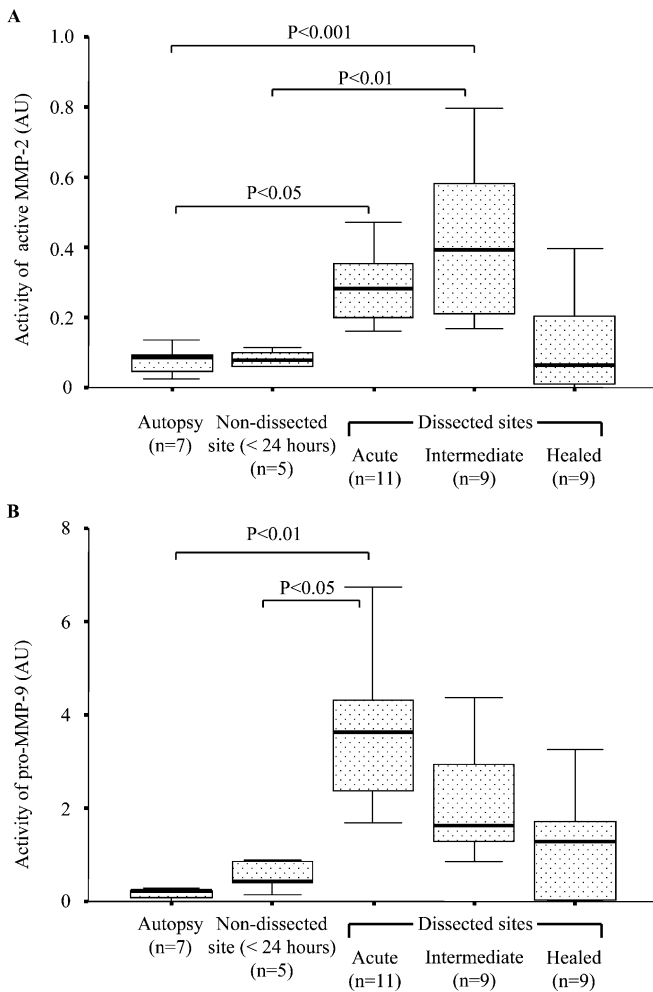 A
P<0.001
1.0
P<0.01
0.8
0.6
P<0.05
0.4
0.2
0
Activity of active MMP-2 (AU)
Autopsy
(n=7)
Non-dissected
site (< 24 hours)
(n=5)
Dissected sites
Acute
(n=11)
Intermediate
(n=9)
Healed
(n=9)
B
8
P<0.01
P<0.05
6
4
2
0
Activity of pro-MMP-9 (AU)
Autopsy
(n=7)
Non-dissected
site (< 24 hours)
(n=5)
Dissected sites
Acute
(n=11)
Intermediate
(n=9)
Healed
(n=9)